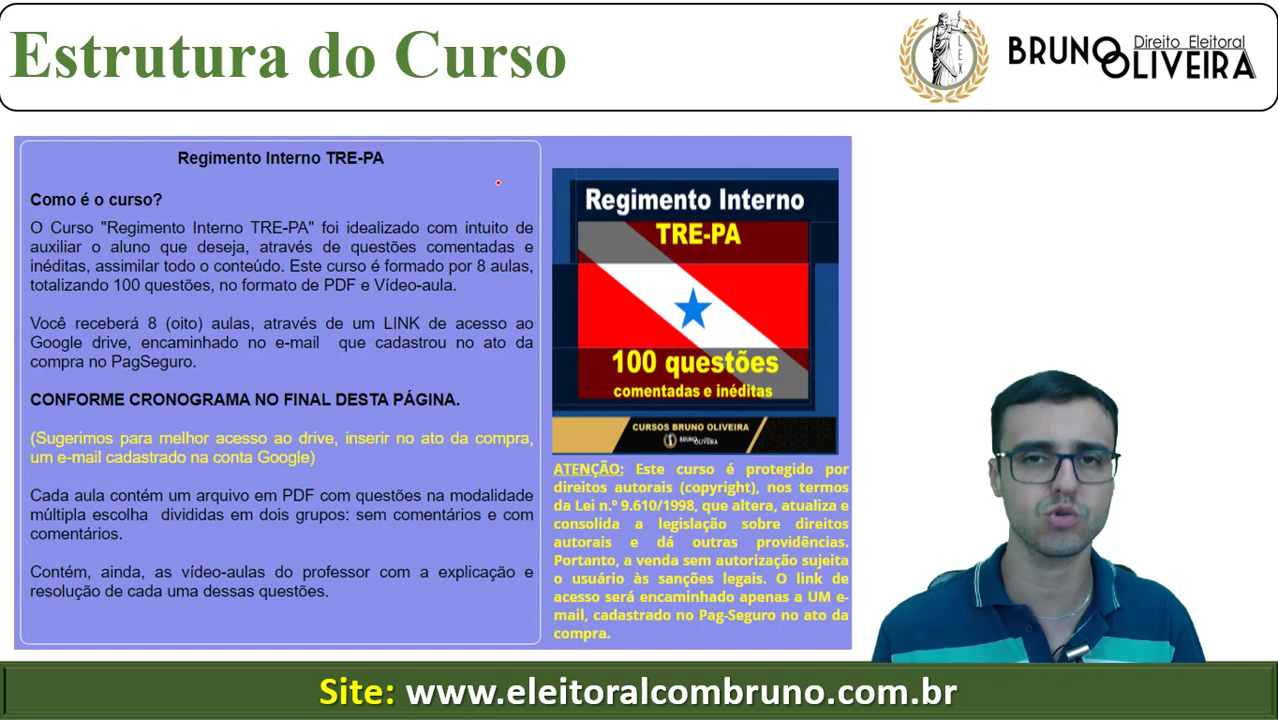 Estrutura do Curso
LEX
BRUNO
Direito Eleitoral
OLIVEIRA
Regimento Interno TRE-PA
Como é o curso?
O Curso "Regimento Interno TRE-PA" foi idealizado com intuito de
auxiliar o aluno que deseja, através de questões comentadas e
inéditas, assimilar todo o conteúdo. Este curso é formado por 8 aulas,
totalizando 100 questões, no formato de PDF e Vídeo-aula.
Você receberá 8 (oito) aulas, através de um LINK de acesso ao
Google drive, encaminhado no e-mail que cadastrou no ato da
compra no PagSeguro.
CONFORME CRONOGRAMA NO FINAL DESTA PÁGINA.
(Sugerimos para melhor acesso ao drive, inserir no ato da compra,
um e-mail cadastrado na conta Google)
Cada aula contém um arquivo em PDF com questões na modalidade
múltipla escolha divididas em dois grupos: sem comentários e com
comentários.
Contém, ainda, as vídeo-aulas do professor com a explicação e
resolução de cada uma dessas questões.
Regimento Interno
TRE-PA
100 questões
comentadas e inéditas
CURSOS BRUNO OLIVEIRA
BRUNO OLIVEIRA
ATENÇÃO: Este curso é protegido por
direitos autorais (copyright), nos termos
da Lei n.º 9.610/1998, que altera, atualiza e
consolida a legislação sobre direitos
autorais e dá outras providências.
Portanto, a venda sem autorização sujeita
o usuário às sanções legais. O link de
acesso será encaminhado apenas a UM e-
mail, cadastrado no Pag-Seguro no ato da
compra.
Site: www.eleitoralcombruno.com.br